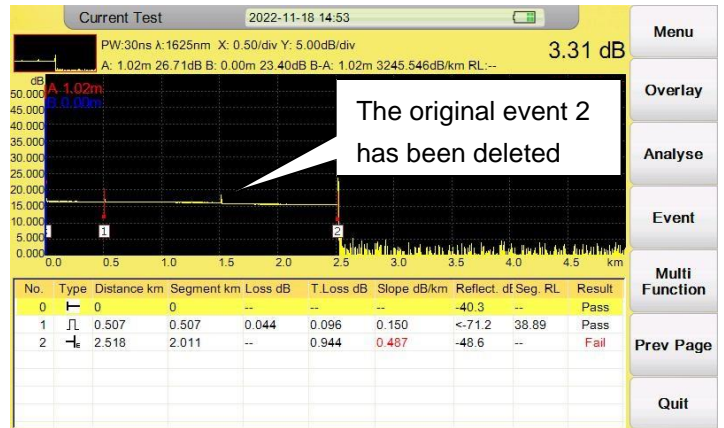 Current Test 2022-11-18 14:53
PW:30ns λ:1625nm X: 0.50/div Y: 5.00dB/div
3.31 dB
A: 1.02m 26.71dB B: 0.00m 23.40dB B-A: 1.02m 3245.546dB/km RL:--
dB
A 1.02m
B 0.00m
50.000
45.000
40.000
35.000
30.000
25.000
20.000
15.000
10.000
5.000
0.000
The original event 2
has been deleted
1
2
0.0 0.5 1.0 1.5 2.0 2.5 3.0 3.5 4.0 4.5 km
No. Type Distance km Segment km Loss dB T.Loss dB Slope dB/km Reflect. dE Seg. RL Result
0 0 0 -- -- -- -40.3 -- Pass
1 0.507 0.507 0.044 0.096 0.150 <-71.2 38.89 Pass
2 E 2.518 2.011 -- 0.944 0.487 -48.6 -- Fail
Menu
Overlay
Analyse
Event
Multi
Function
Prev Page
Quit